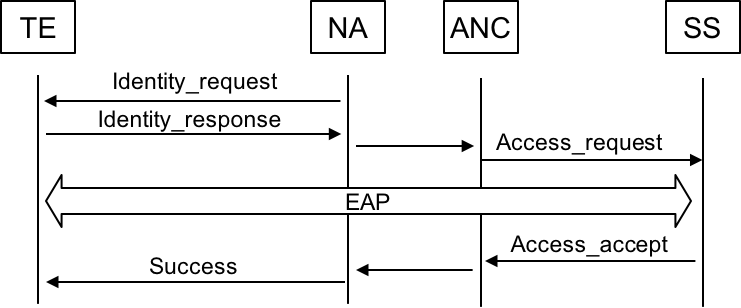 TE NA ANC SS
Identity_request
Identity_response
Access_request
EAP
Access_accept
Success